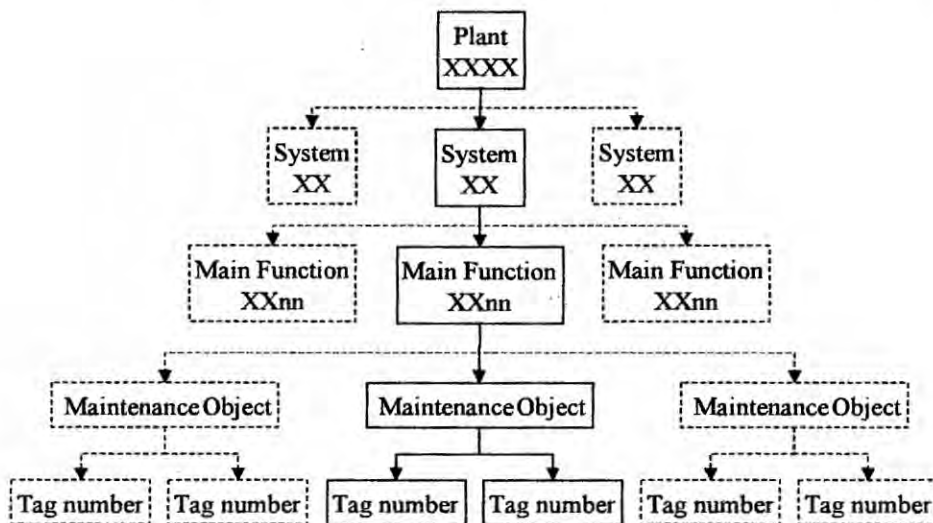 Plant
XXXX
System
XX
System
XX
System
XX
Main Function
XXnn
Main Function
XXnn
Main Function
XXnn
Maintenance Object
Maintenance Object
Maintenance Object
Tag number
Tag number
Tag number
Tag number
Tag number
Tag number